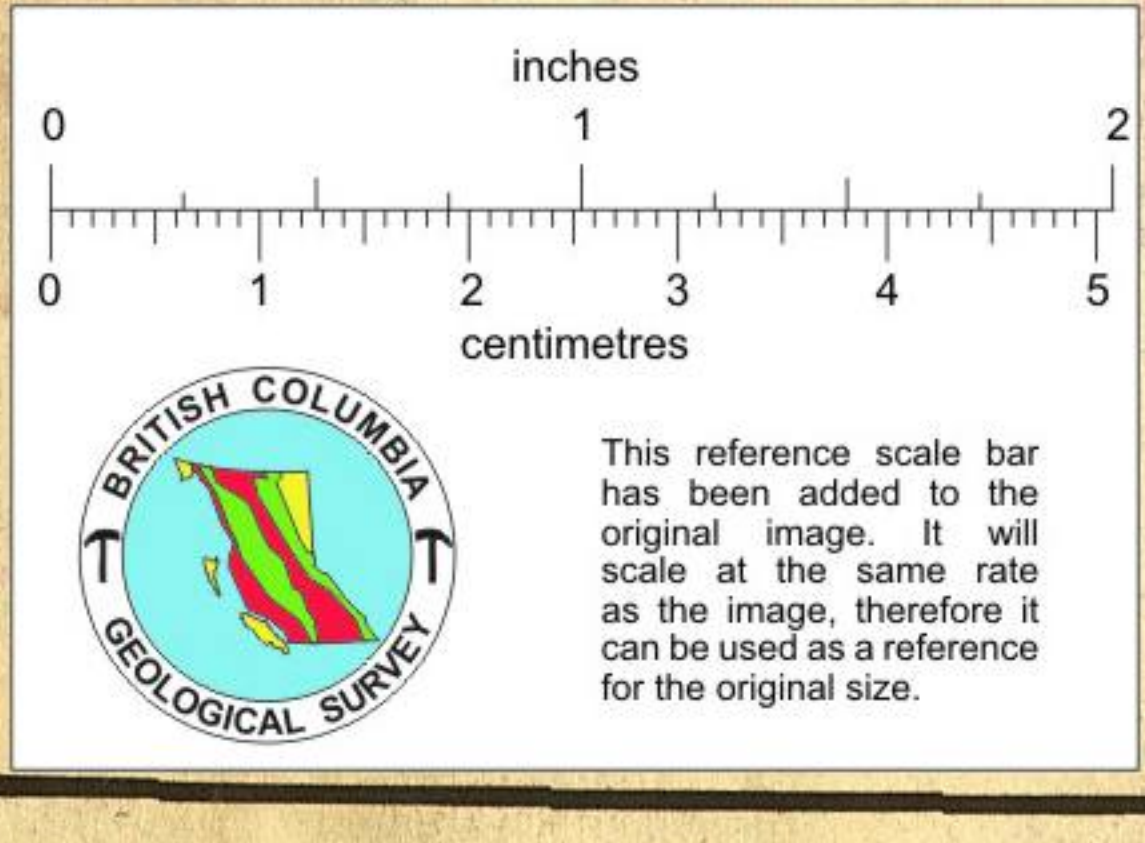 inches
0 1 2
0 1 2 3 4 5
centimetres
BRITISH COLUMBIA
GEOLOGICAL SURVEY
This reference scale bar
has been added to the
original image. It will
scale at the same rate
as the image, therefore it
can be used as a reference
for the original size.